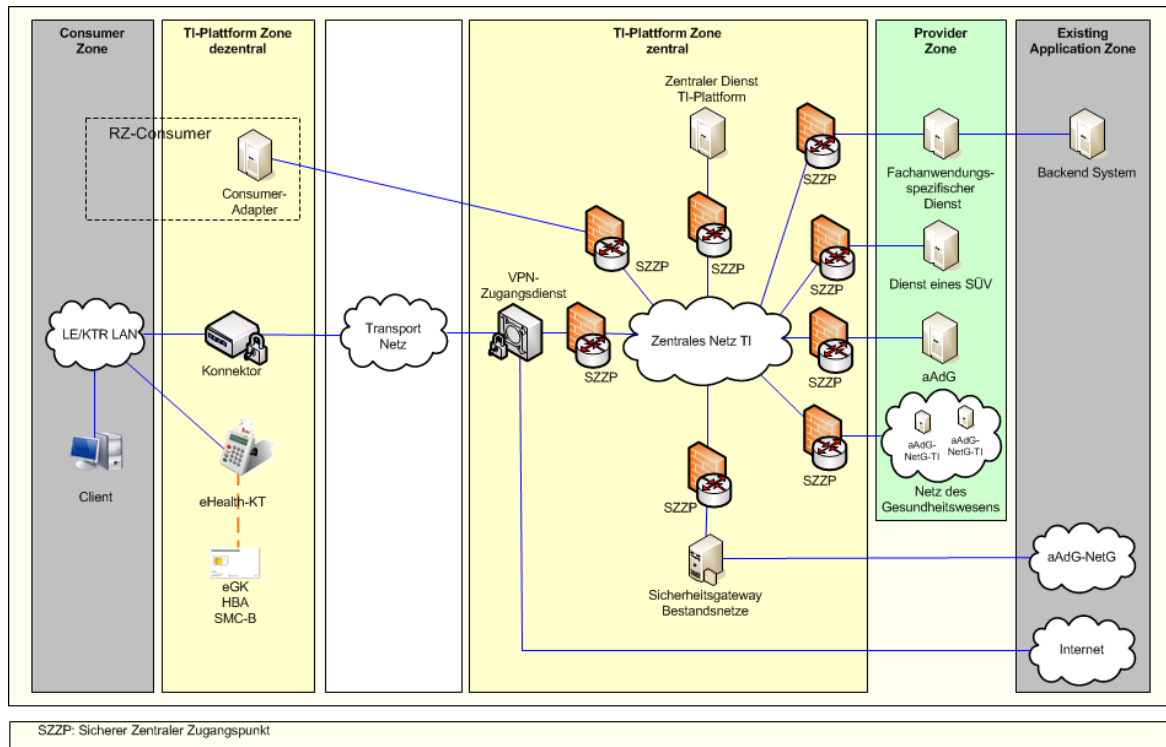 Consumer
Zone
TI-Plattform Zone
dezentral
TI-Plattform Zone
zentral
Provider
Zone
Existing
Application Zone
RZ-Consumer
Consumer-
Adapter
Zentraler Dienst
TI-Plattform
SZZP
Fachanwendungs-
spezifischer
Dienst
Backend System
SZZP
SZZP
SZZP
Dienst eines SÜV
VPN-
Zugangsdienst
LE/KTR LAN
Konnektor
Transport
Netz
SZZP
Zentrales Netz TI
SZZP
aAdG
Client
eHealth-KT
eGK
HBA
SMC-B
SZZP
SZZP
aAdG-
NetG-TI
aAdG-
NetG-TI
Netz des
Gesundheitswesens
Sicherheitsgateway
Bestandsnetze
aAdG-NetG
Internet
SZZP: Sicherer Zentraler Zugangspunkt